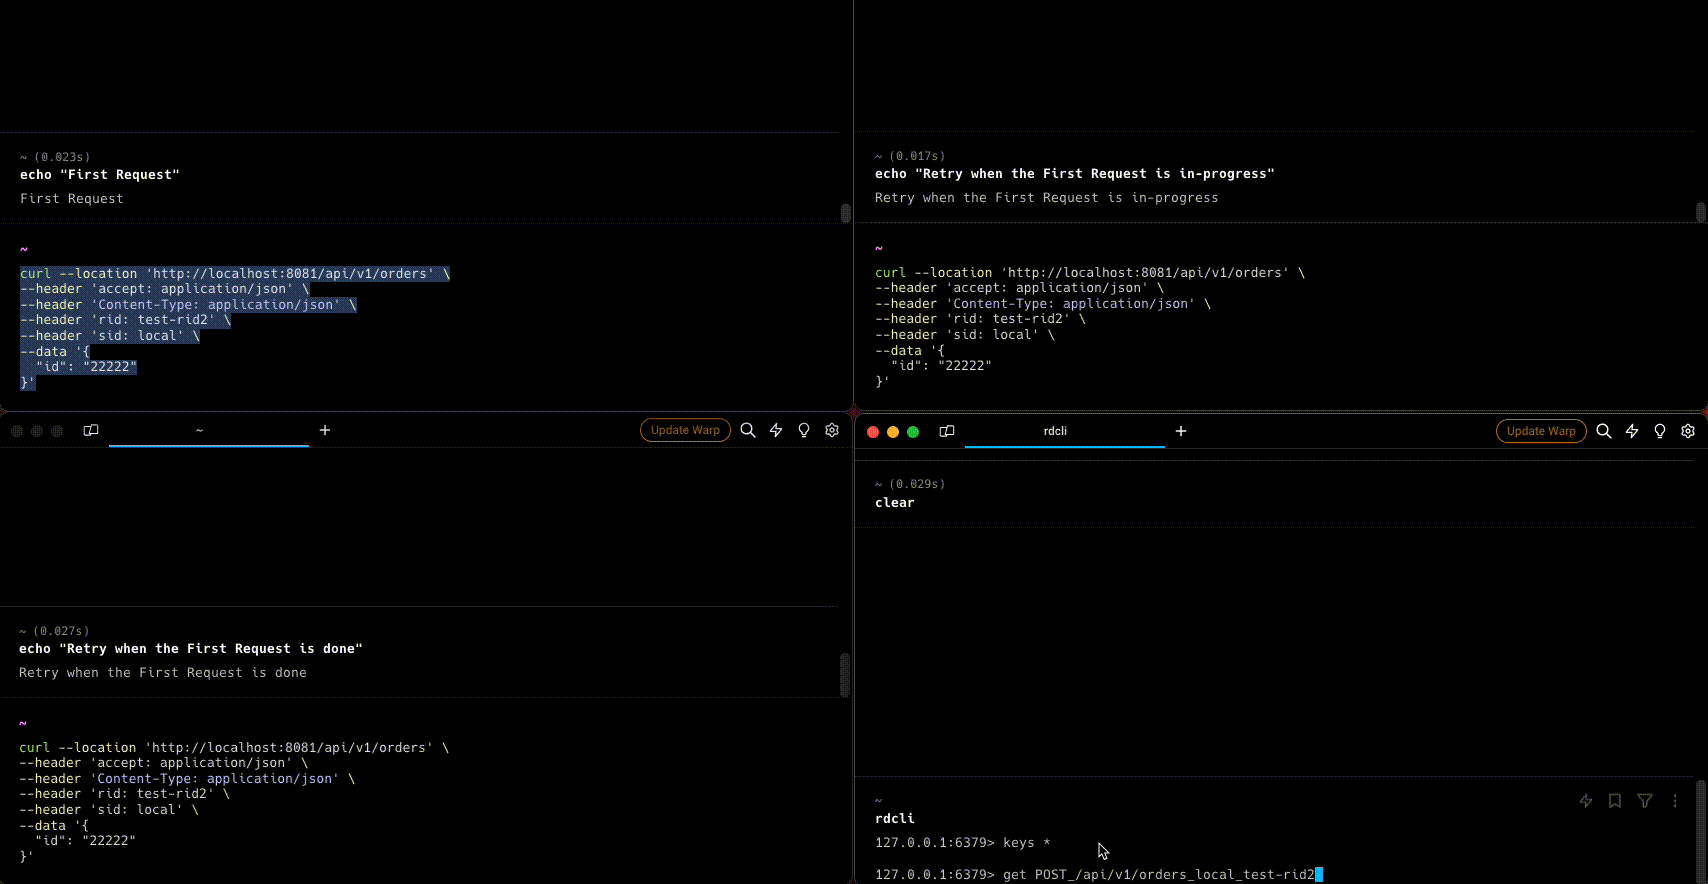 ~ (0.023s)
echo "First Request"
First Request
~
curl --location 'http://localhost:8081/api/v1/orders' \
--header 'accept: application/json' \
--header 'Content-Type: application/json' \
--header 'rid: test-rid2' \
--header 'sid: local' \
--data '{
"id": "22222"
}'
~ (0.017s)
echo "Retry when the First Request is in-progress"
Retry when the First Request is in-progress
~
curl --location 'http://localhost:8081/api/v1/orders' \
--header 'accept: application/json' \
--header 'Content-Type: application/json' \
--header 'rid: test-rid2' \
--header 'sid: local' \
--data '{
"id": "22222"
}'
~ + Update Warp
~ (0.027s)
echo "Retry when the First Request is done"
Retry when the First Request is done
~
curl --location 'http://localhost:8081/api/v1/orders' \
--header 'accept: application/json' \
--header 'Content-Type: application/json' \
--header 'rid: test-rid2' \
--header 'sid: local' \
--data '{
"id": "22222"
}'
rdcli + Update Warp
~ (0.029s)
clear
~
rdcli
127.0.0.1:6379> keys *
127.0.0.1:6379> get POST_/api/v1/orders_local_test-rid2